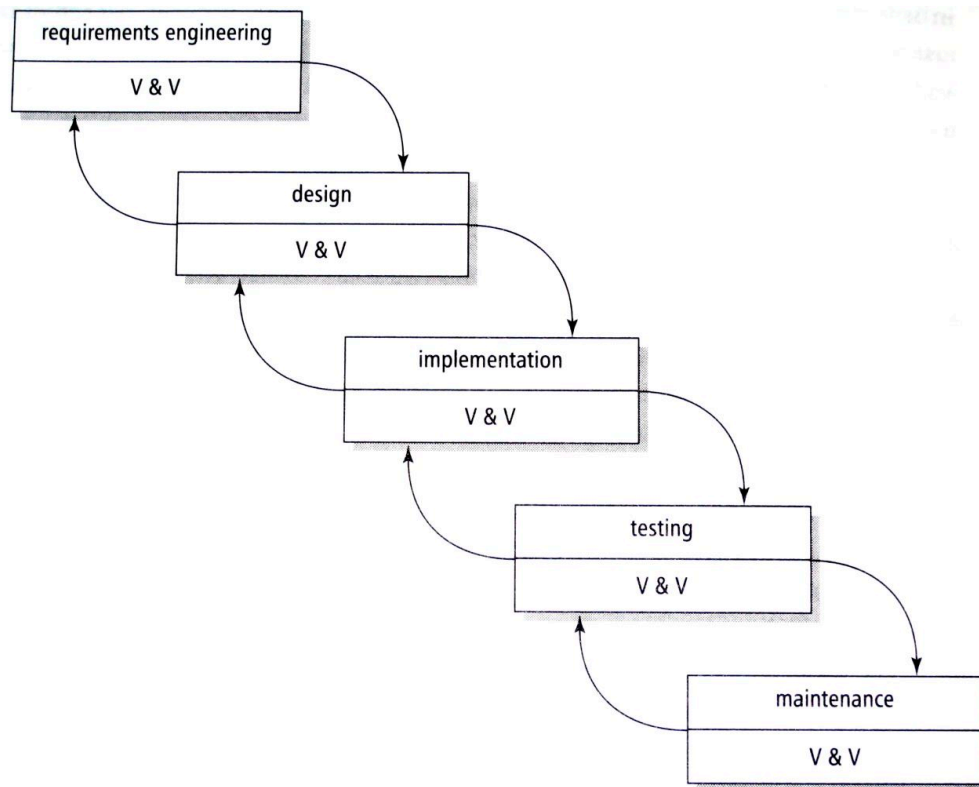 requirements engineering
V & V
design
V & V
implementation
V & V
testing
V & V
maintenance
V & V